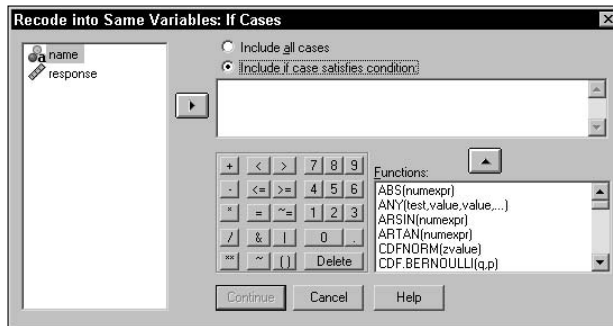 Recode into Same Variables: If Cases
name
response
Include all cases
Include if case satisfies condition:
+ < > 7 8 9
- <= >= 4 5 6
* = ~= 1 2 3
/ & | 0 .
** ~ () Delete
Functions:
ABS(numexpr)
ANY(test,value,value,...)
ARSIN(numexpr)
ARTAN(numexpr)
CDFNORM(zvalue)
CDF.BERNOULLI(q,p)
Continue Cancel Help